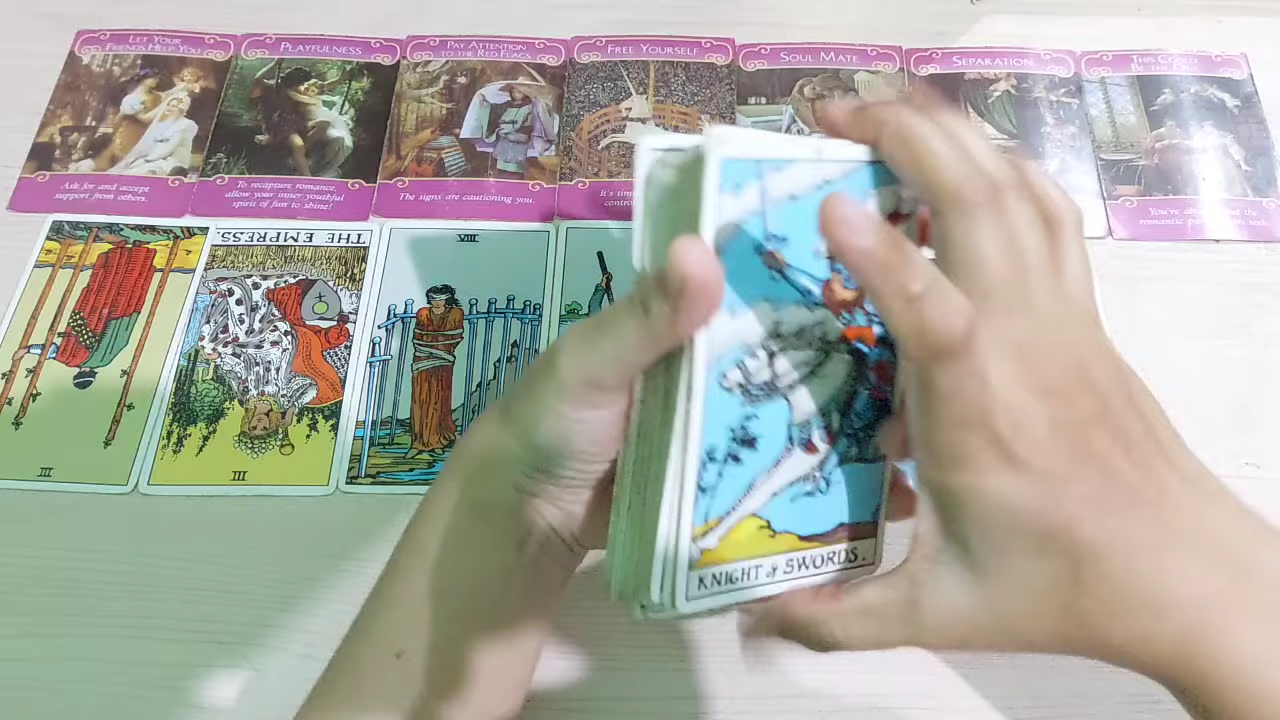 LET YOUR
FRIENDS HELP YOU
PLAYFULNESS
PAY ATTENTION
TO THE RED FLAGS
FREE YOURSELF
SOUL MATE
SEPARATION
THIS COULD
BE THE ONE
Ask for and accept
support from others.
To recapture romance,
allow your inner youthful
spirit of fun to shine!
The signs are cautioning you.
It's time
You're
romantic
seek.
THE EMPRESS.
VIII
III
III
KNIGHT of SWORDS.